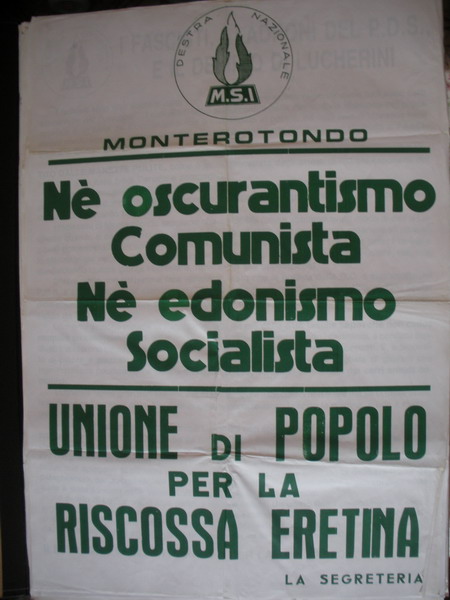 DESTRA NAZIONALE
M.S.I
MONTEROTONDO
Nè oscurantismo
Comunista
Nè edonismo
Socialista
UNIONE DI POPOLO
PER LA
RISCOSSA ERETINA
LA SEGRETERIA